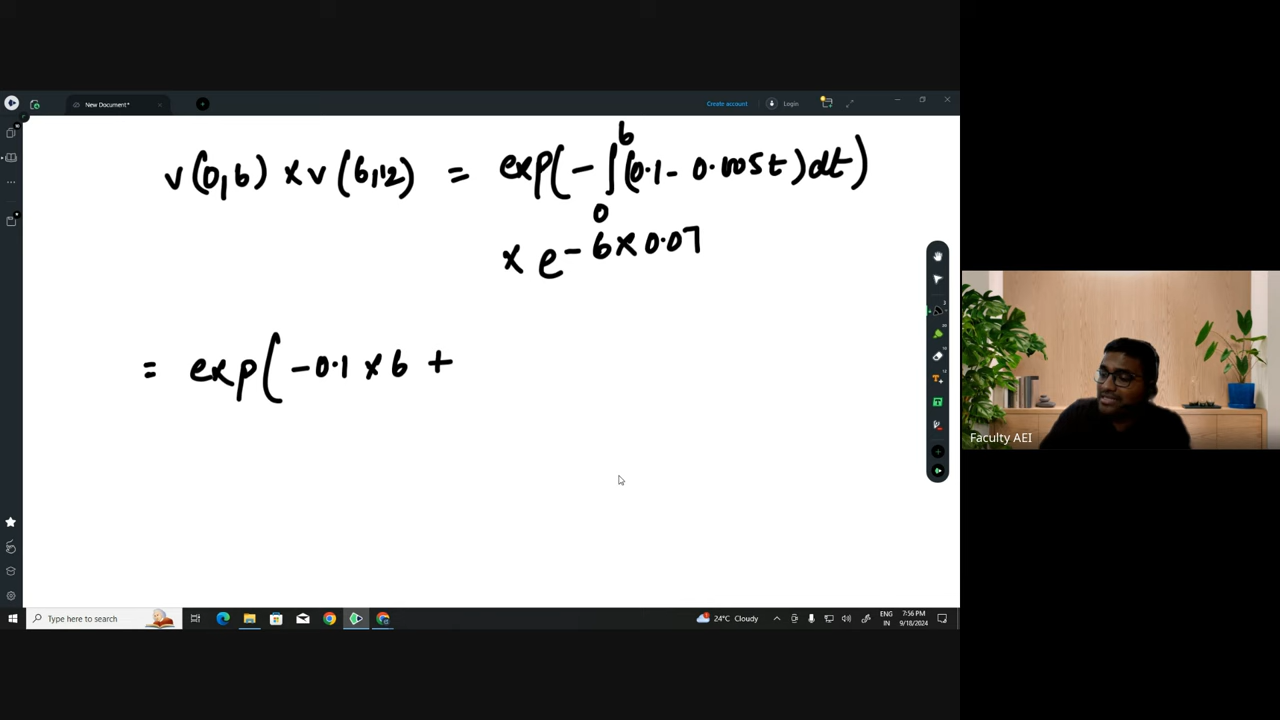 New Document*
Create account
Login
v(0,6) × v(6,12) = exp(- ∫₀⁶ (0.1 - 0.005t)dt)
× e^{-6×0.07}
= exp( -0.1 × 6 +
Faculty AEI
Type here to search
24°C Cloudy
ENG
IN
7:56 PM
9/18/2024